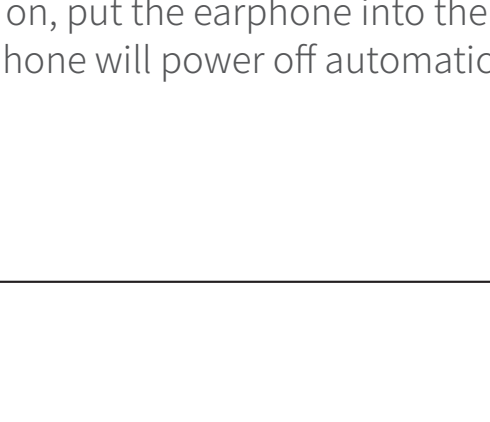 on, put the earphone into the
hone will power off automatic